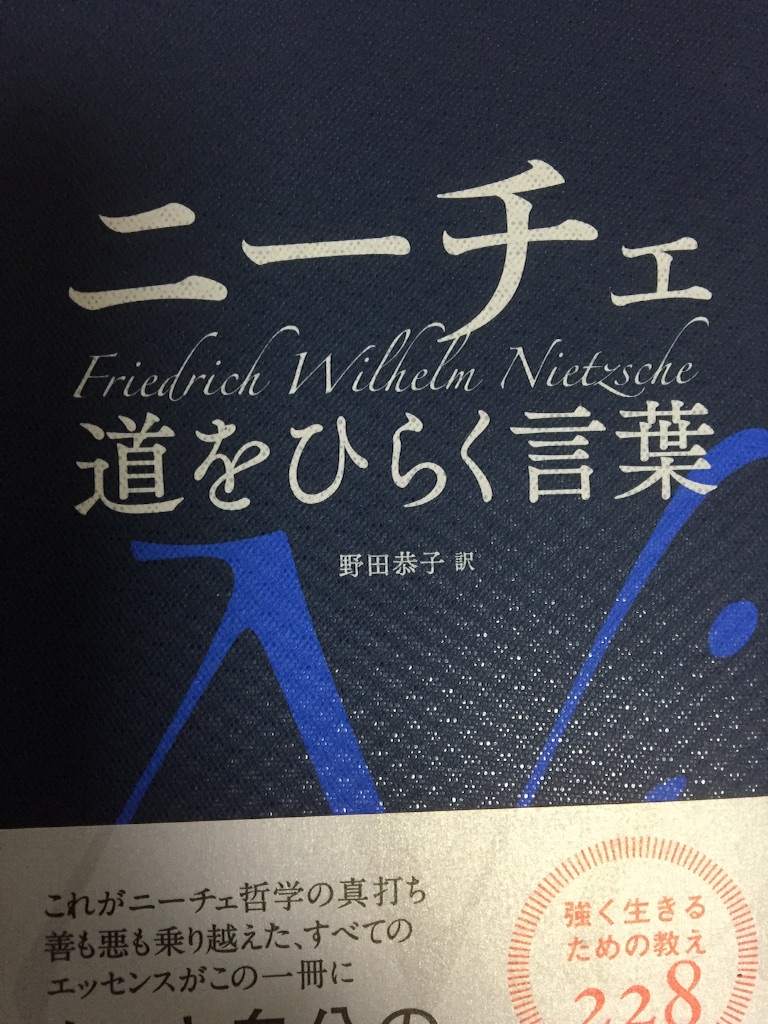 ニーチェ
Friedrich Wilhelm Nietzsche
道をひらく言葉
野田恭子 訳
これがニーチェ哲学の真打ち
善も悪も乗り越えた、すべての
エッセンスがこの一冊に
強く生きる
ための教え
228